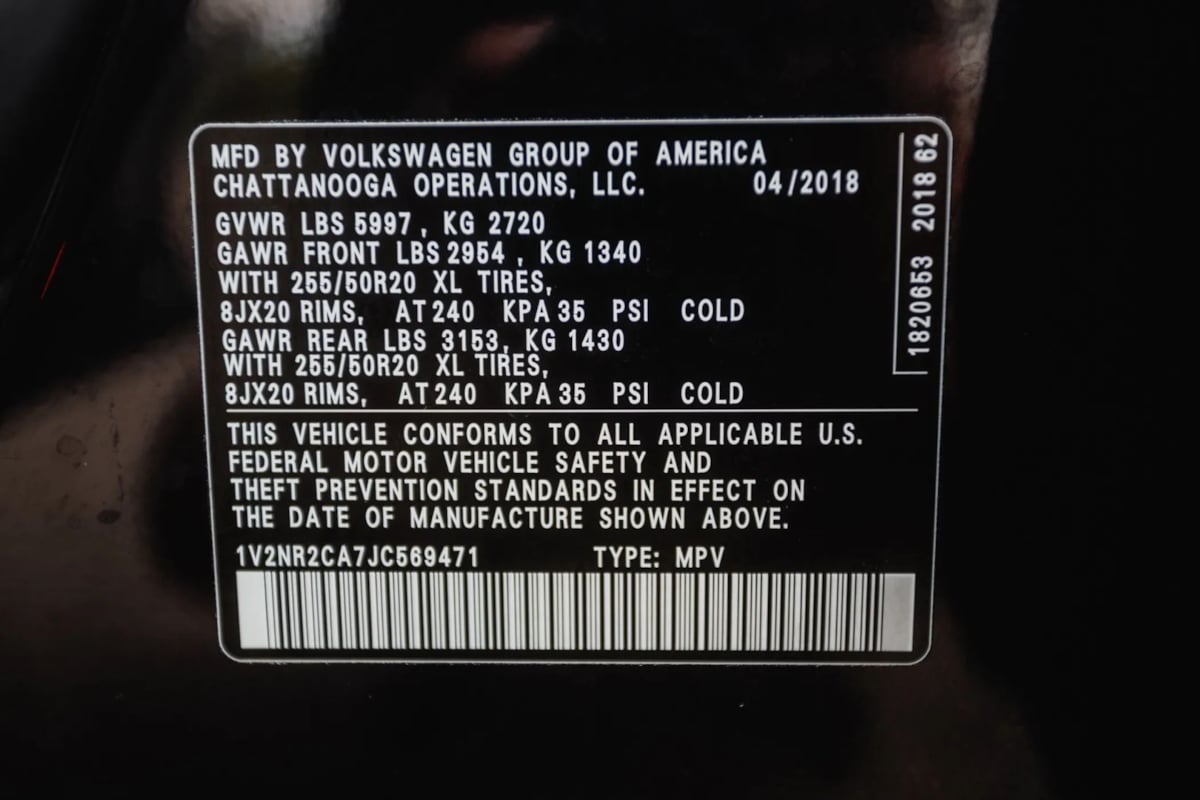 MFD BY VOLKSWAGEN GROUP OF AMERICA
CHATTANOOGA OPERATIONS, LLC. 04/2018
GVWR LBS 5997 , KG 2720
GAWR FRONT LBS 2954 , KG 1340
WITH 255/50R20 XL TIRES,
8JX20 RIMS, AT 240 KPA 35 PSI COLD
GAWR REAR LBS 3153, KG 1430
WITH 255/50R20 XL TIRES,
8JX20 RIMS, AT 240 KPA 35 PSI COLD
THIS VEHICLE CONFORMS TO ALL APPLICABLE U.S.
FEDERAL MOTOR VEHICLE SAFETY AND
THEFT PREVENTION STANDARDS IN EFFECT ON
THE DATE OF MANUFACTURE SHOWN ABOVE.
1V2NR2CA7JC569471 TYPE: MPV
1820653 2018 62